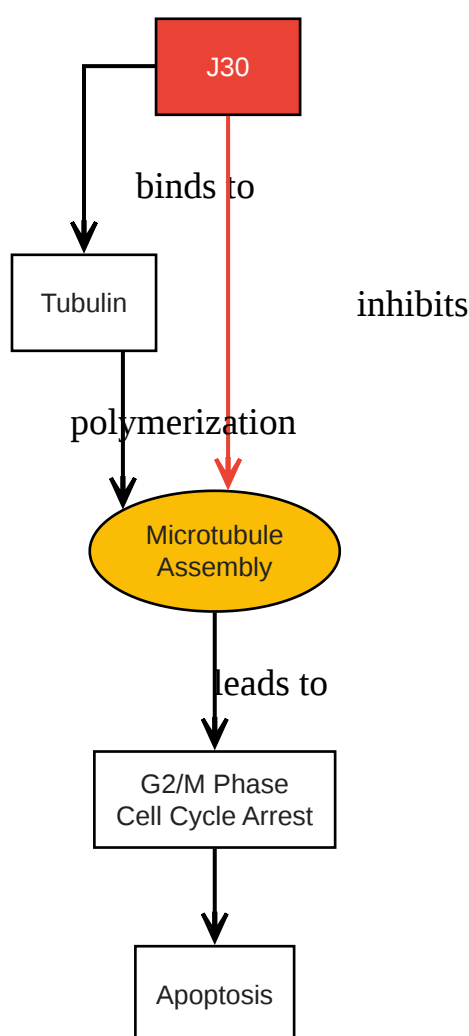 J30
binds to
Tubulin
inhibits
polymerization
Microtubule
Assembly
leads to
G2/M Phase
Cell Cycle Arrest
Apoptosis